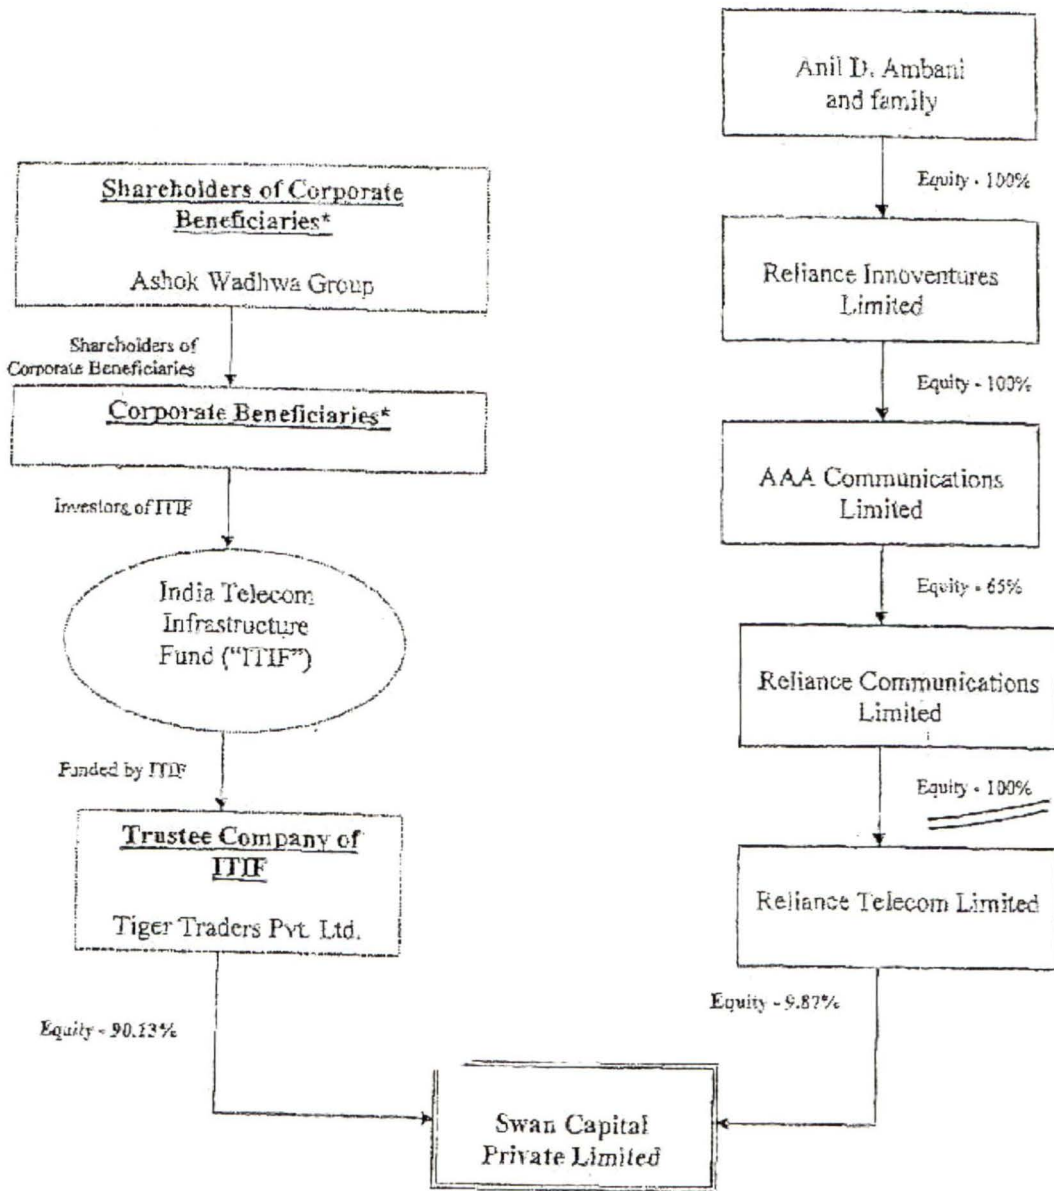 Anil D. Ambani
and family
Equity - 100%
Reliance Innoventures
Limited
Equity - 100%
AAA Communications
Limited
Equity - 65%
Reliance Communications
Limited
Equity - 100%
Reliance Telecom Limited
Equity - 9.87%
Shareholders of Corporate
Beneficiaries*
Ashok Wadhwa Group
Shareholders of
Corporate Beneficiaries
Corporate Beneficiaries*
Investors of ITIF
India Telecom
Infrastructure
Fund ("ITIF")
Funded by ITIF
Trustee Company of
ITIF
Tiger Traders Pvt. Ltd.
Equity - 90.13%
Swan Capital
Private Limited